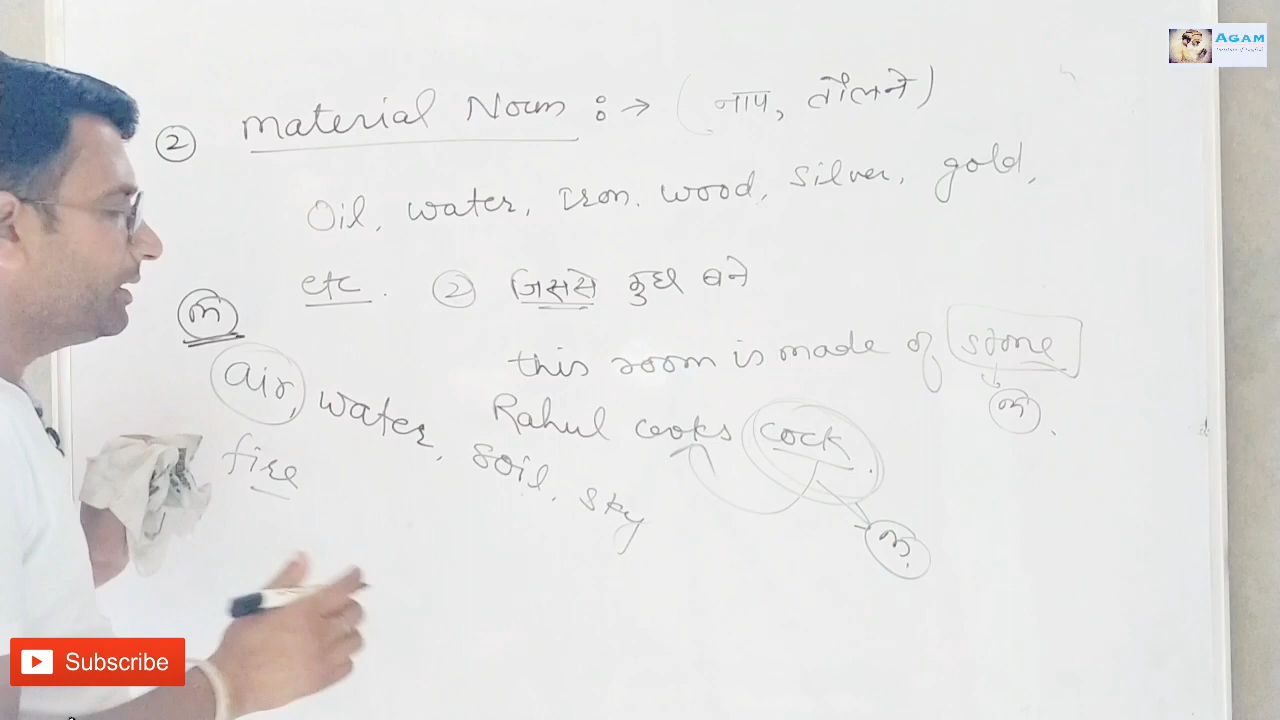 AGAM
② Material Noun :→ (नाप, तौलने)
Oil, water, Iron. wood, silver, gold,
etc. ② जिससे कुछ बने
this room is made of stone
Rahul cooks cock.
air, water, soil, sky
fire
Subscribe